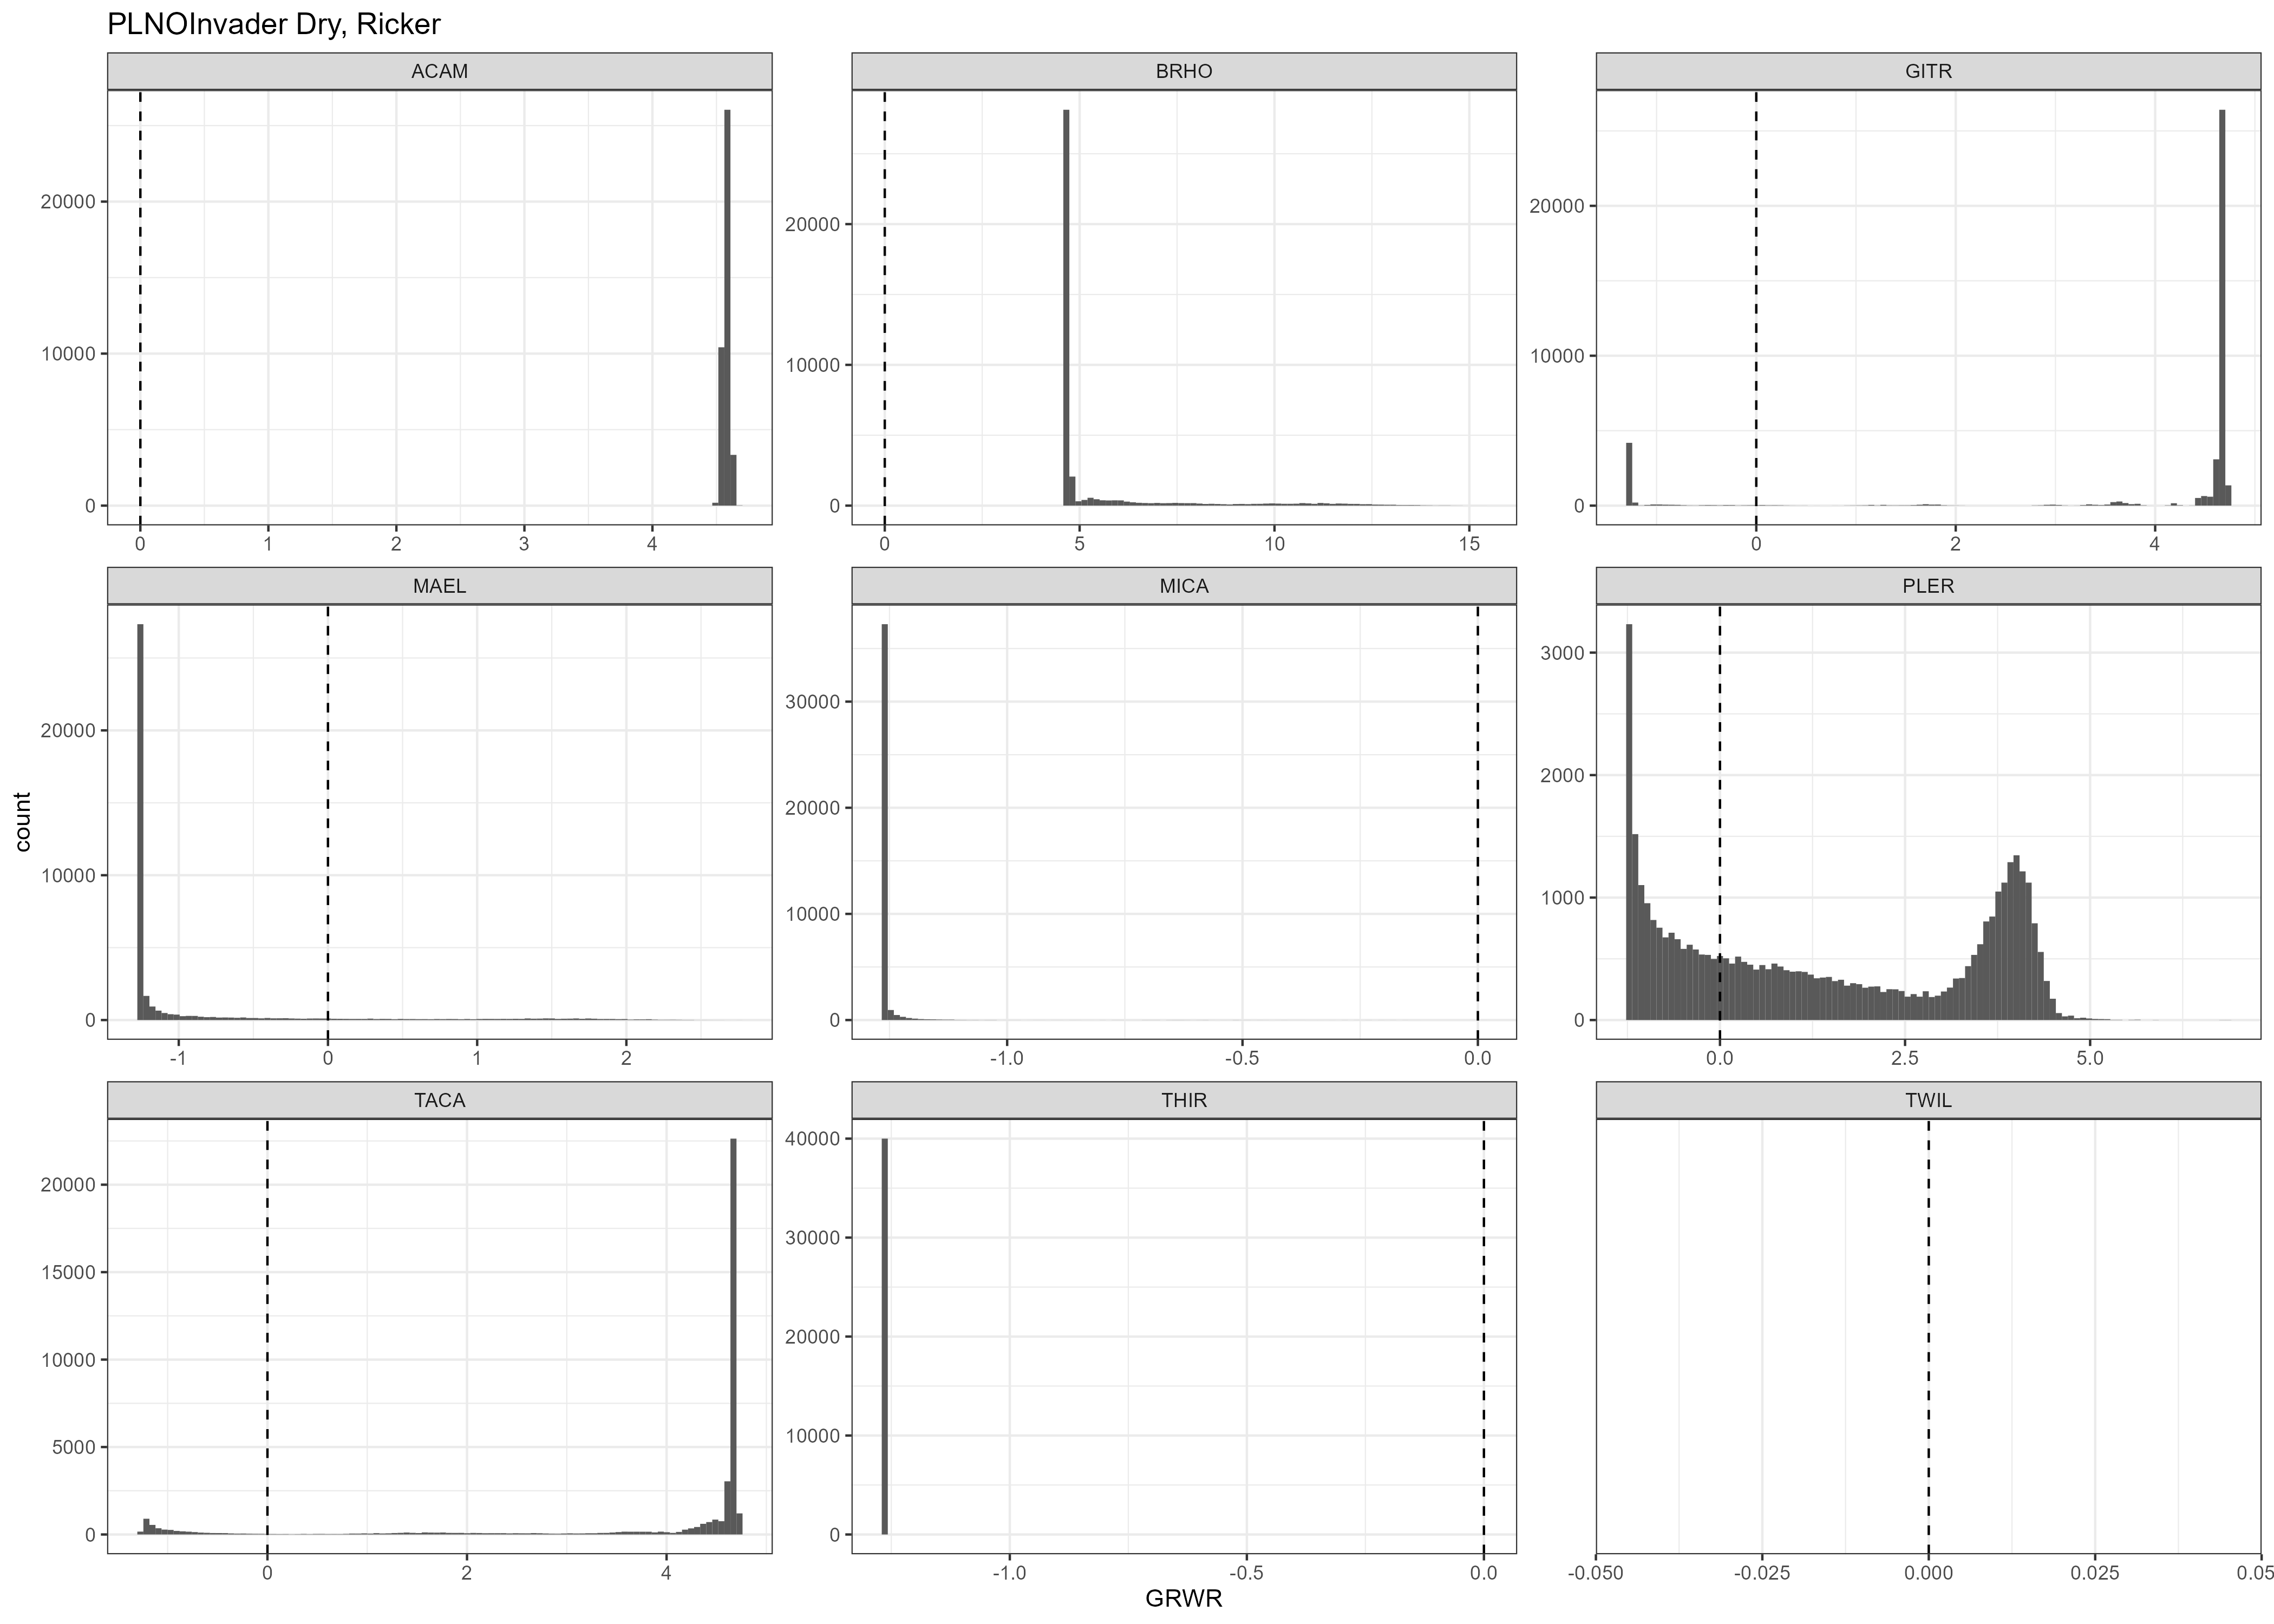 PLNOInvader Dry, Ricker
ACAM
BRHO
GITR
20000
10000
0
20000
10000
0
20000
10000
0
0 1 2 3 4
0 5 10 15
0 2 4
MAEL
MICA
PLER
20000
10000
0
30000
20000
10000
0
3000
2000
1000
0
-1 0 1 2
-1.0 -0.5 0.0
0.0 2.5 5.0
count
TACA
THIR
TWIL
20000
15000
10000
5000
0
40000
30000
20000
10000
0
0 2 4
-1.0 -0.5 0.0
-0.050 -0.025 0.000 0.025 0.05
GRWR